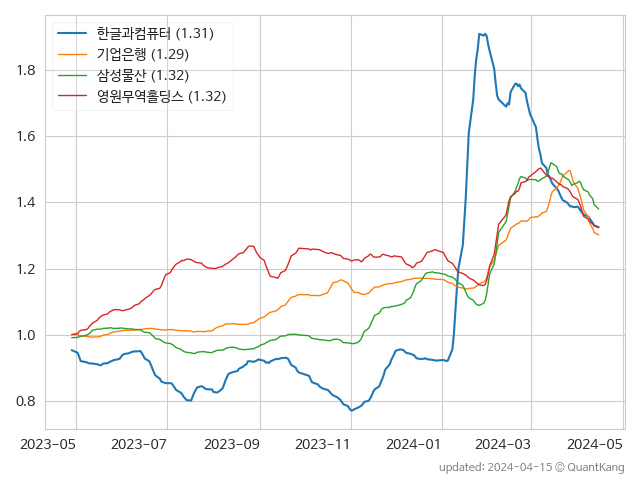 한글과컴퓨터 (1.31)
기업은행 (1.29)
삼성물산 (1.32)
영원무역홀딩스 (1.32)
1.8
1.6
1.4
1.2
1.0
0.8
2023−05 2023−07 2023−09 2023−11 2024−01 2024−03 2024−05
updated: 2024-04-15 © QuantKang